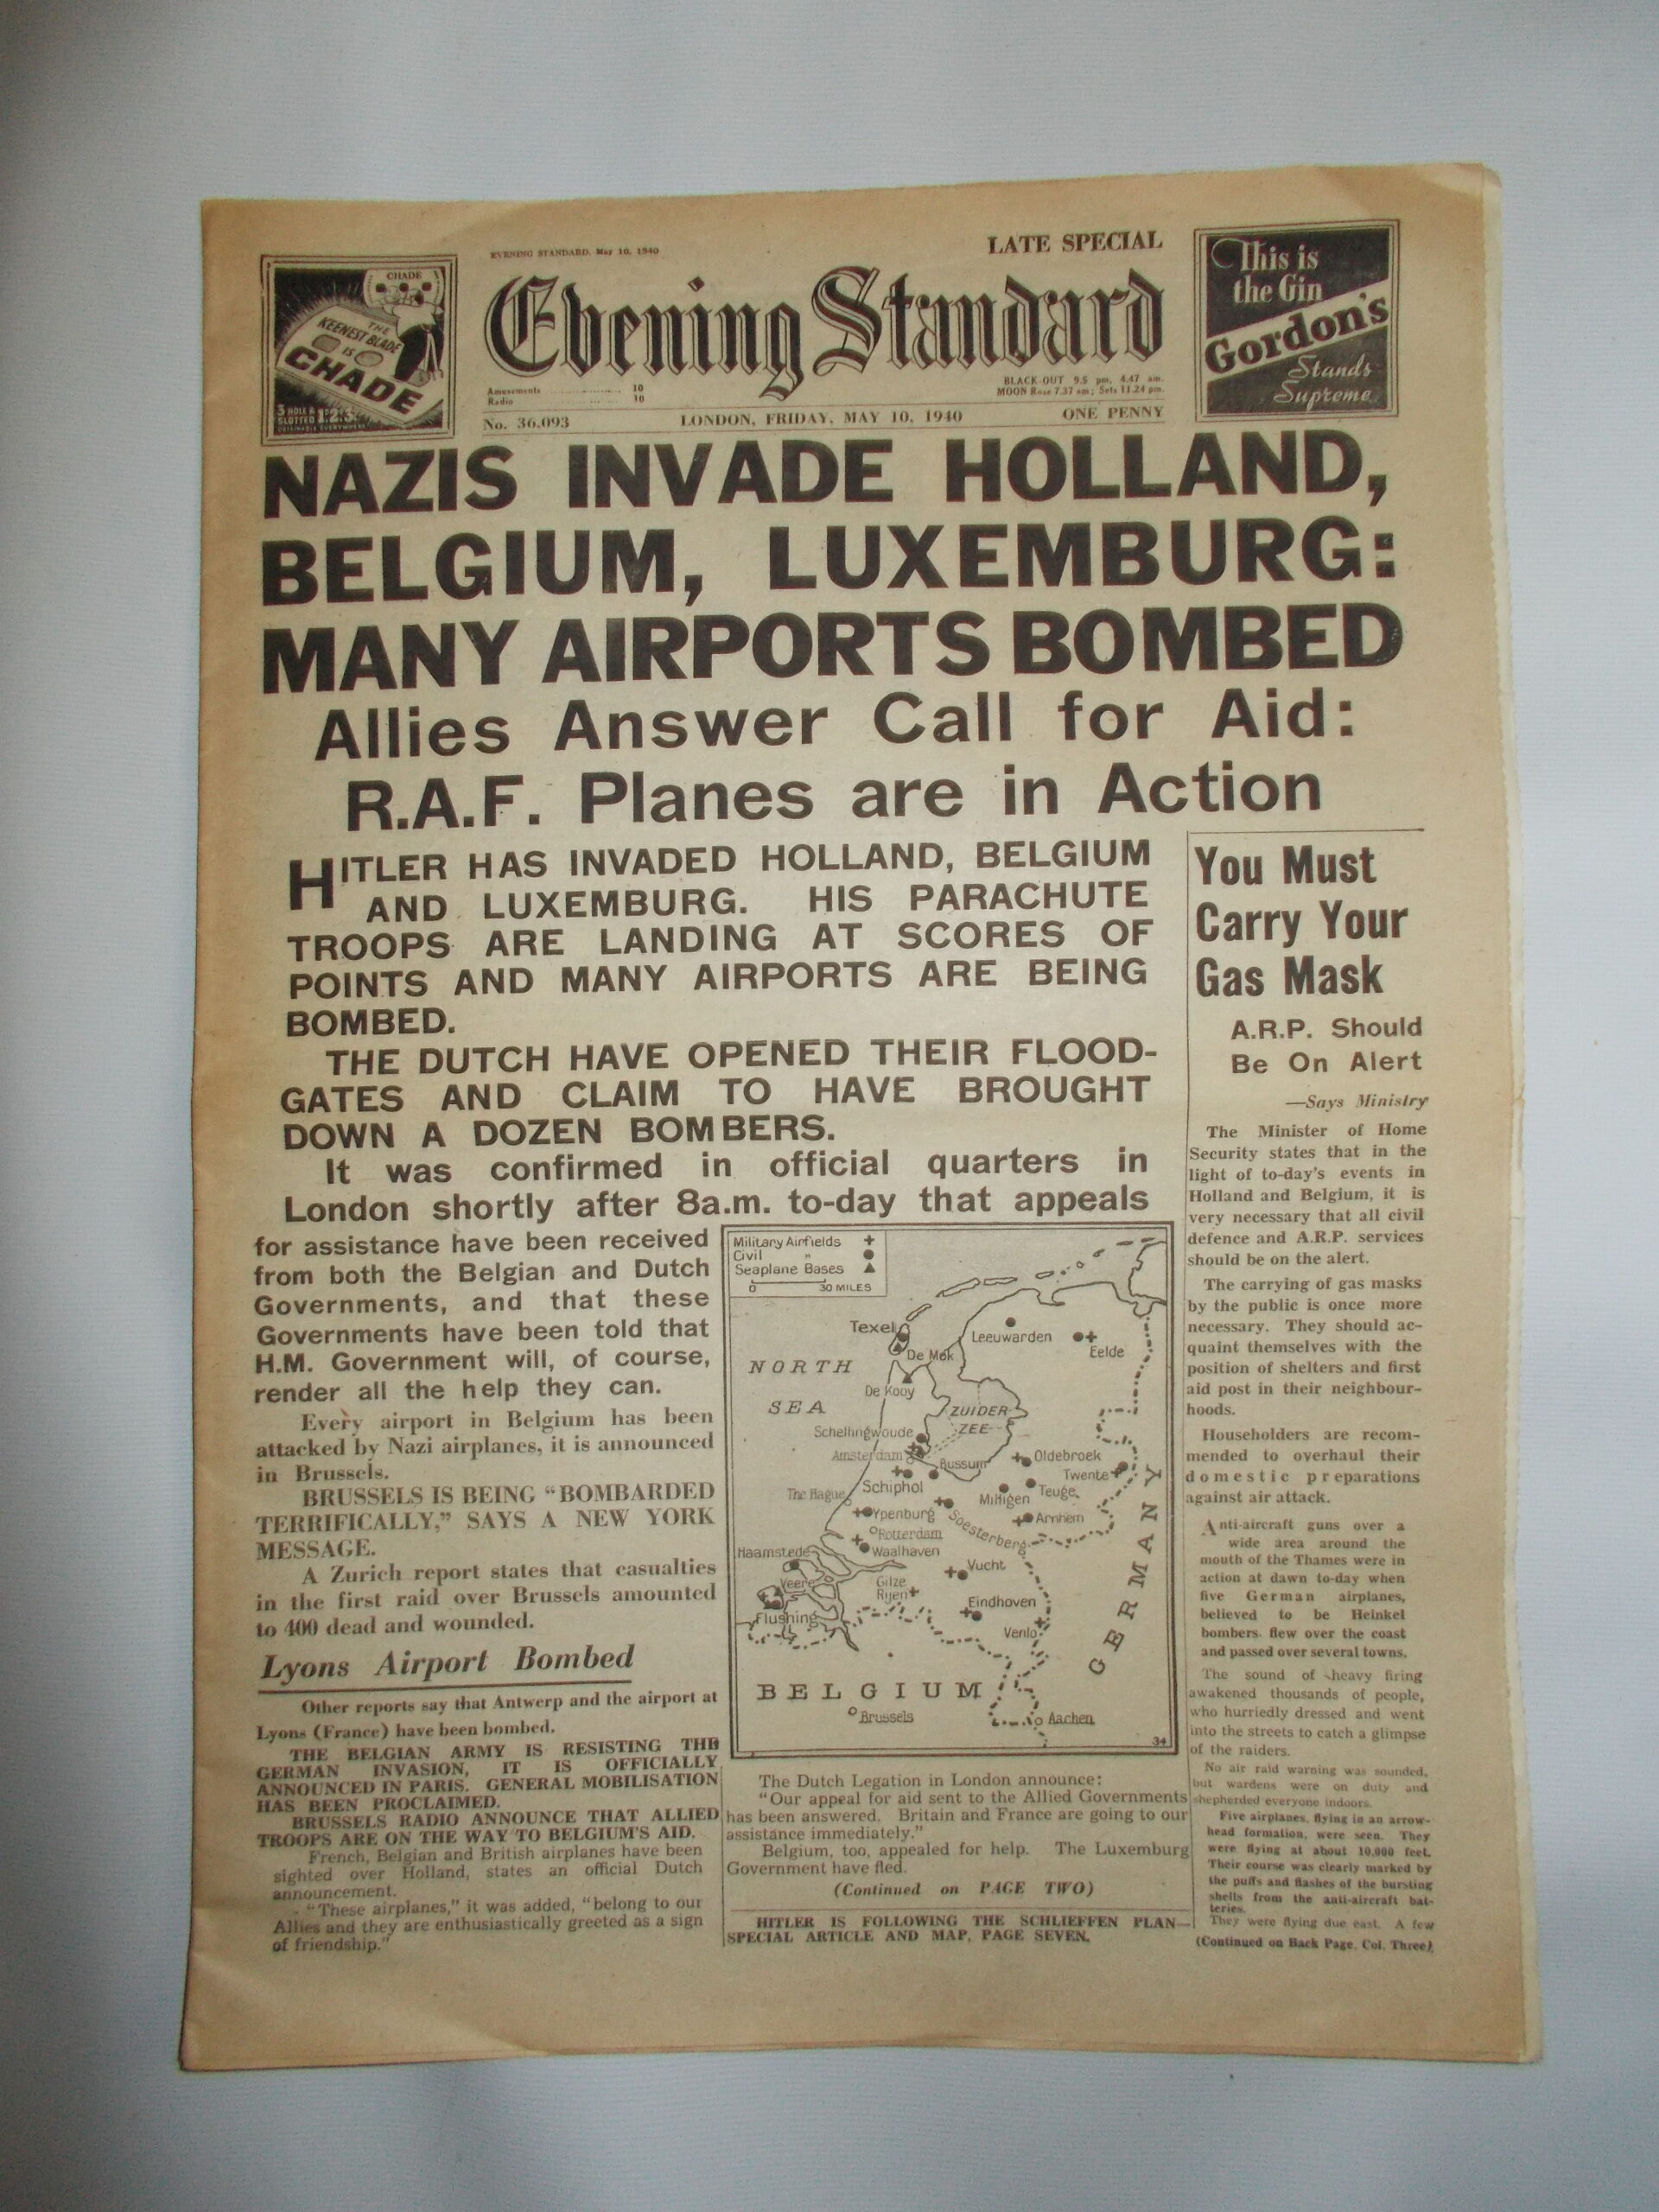 EVENING STANDARD. May 10, 1940
LATE SPECIAL
CHADE
THE
KEENEST BLADE
IS
CHADE
3 HOLE &
SLOTTED 1'2'3'
Evening Standard
This is
the Gin
Gordon's
Stands
Supreme
Amusements 10
Radio 10
BLACK-OUT 9.5 pm, 4.47 am.
MOON Rose 7.37 am; Sets 11.24 pm.
No. 36,093 LONDON, FRIDAY, MAY 10, 1940 ONE PENNY
NAZIS INVADE HOLLAND,
BELGIUM, LUXEMBURG:
MANY AIRPORTS BOMBED
Allies Answer Call for Aid:
R.A.F. Planes are in Action
HITLER HAS INVADED HOLLAND, BELGIUM
AND LUXEMBURG. HIS PARACHUTE
TROOPS ARE LANDING AT SCORES OF
POINTS AND MANY AIRPORTS ARE BEING
BOMBED.
THE DUTCH HAVE OPENED THEIR FLOOD-
GATES AND CLAIM TO HAVE BROUGHT
DOWN A DOZEN BOMBERS.
It was confirmed in official quarters in
London shortly after 8a.m. to-day that appeals
for assistance have been received
from both the Belgian and Dutch
Governments, and that these
Governments have been told that
H.M. Government will, of course,
render all the help they can.
Every airport in Belgium has been
attacked by Nazi airplanes, it is announced
in Brussels.
BRUSSELS IS BEING "BOMBARDED
TERRIFICALLY," SAYS A NEW YORK
MESSAGE.
A Zurich report states that casualties
in the first raid over Brussels amounted
to 400 dead and wounded.
Lyons Airport Bombed
Other reports say that Antwerp and the airport at
Lyons (France) have been bombed.
THE BELGIAN ARMY IS RESISTING THE
GERMAN INVASION, IT IS OFFICIALLY
ANNOUNCED IN PARIS. GENERAL MOBILISATION
HAS BEEN PROCLAIMED.
BRUSSELS RADIO ANNOUNCE THAT ALLIED
TROOPS ARE ON THE WAY TO BELGIUM'S AID.
French, Belgian and British airplanes have been
sighted over Holland, states an official Dutch
announcement.
"These airplanes," it was added, "belong to our
Allies and they are enthusiastically greeted as a sign
of friendship."
Military Airfields
Civil "
Seaplane Bases
0 30 MILES
Texel
Leeuwarden
De Mok
Eelde
NORTH
SEA
De Kooy
ZUIDER
ZEE
Schellingwoude
Amsterdam
Bussum
Oldebroek
Twente
Schiphol
The Hague
Milligen
Teuge
Ypenburg
Soesterberg
Arnhem
Rotterdam
Waalhaven
Haamstede
Vucht
Veere
Gilze
Ryen
Eindhoven
Flushing
Venlo
GERMANY
BELGIUM
Brussels
Aachen
34
The Dutch Legation in London announce:
"Our appeal for aid sent to the Allied Governments
has been answered. Britain and France are going to our
assistance immediately."
Belgium, too, appealed for help. The Luxemburg
Government have fled.
(Continued on PAGE TWO)
HITLER IS FOLLOWING THE SCHLIEFFEN PLAN—
SPECIAL ARTICLE AND MAP, PAGE SEVEN.
You Must
Carry Your
Gas Mask
A.R.P. Should
Be On Alert
—Says Ministry
The Minister of Home
Security states that in the
light of to-day's events in
Holland and Belgium, it is
very necessary that all civil
defence and A.R.P. services
should be on the alert.
The carrying of gas masks
by the public is once more
necessary. They should ac-
quaint themselves with the
position of shelters and first
aid post in their neighbour-
hoods.
Householders are recom-
mended to overhaul their
domestic preparations
against air attack.
Anti-aircraft guns over a
wide area around the
mouth of the Thames were in
action at dawn to-day when
five German airplanes,
believed to be Heinkel
bombers, flew over the coast
and passed over several towns.
The sound of heavy firing
awakened thousands of people,
who hurriedly dressed and went
into the streets to catch a glimpse
of the raiders.
No air raid warning was sounded,
but wardens were on duty and
shepherded everyone indoors.
Five airplanes, flying in an arrow-
head formation, were seen. They
were flying at about 10,000 feet.
Their course was clearly marked by
the puffs and flashes of the bursting
shells from the anti-aircraft bat-
teries.
They were flying due east. A few
(Continued on Back Page, Col. Three)